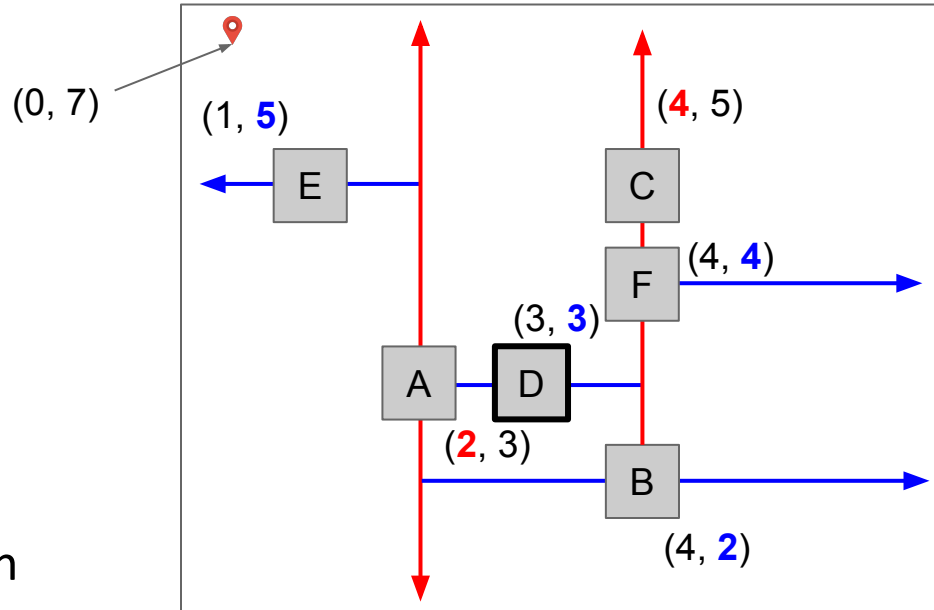 (0, 7)
(1, 5)
(4, 5)
E
C
F
(4, 4)
(3, 3)
A
D
(2, 3)
B
(4, 2)
n